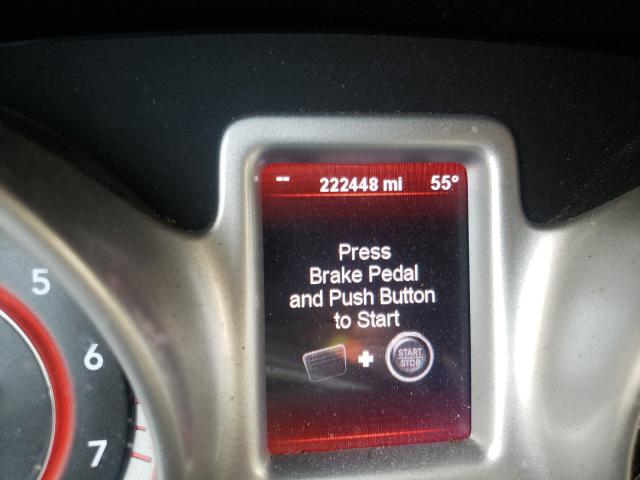 -- 222448 mi 55°
Press
Brake Pedal
and Push Button
to Start
START
STOP
5
6
7